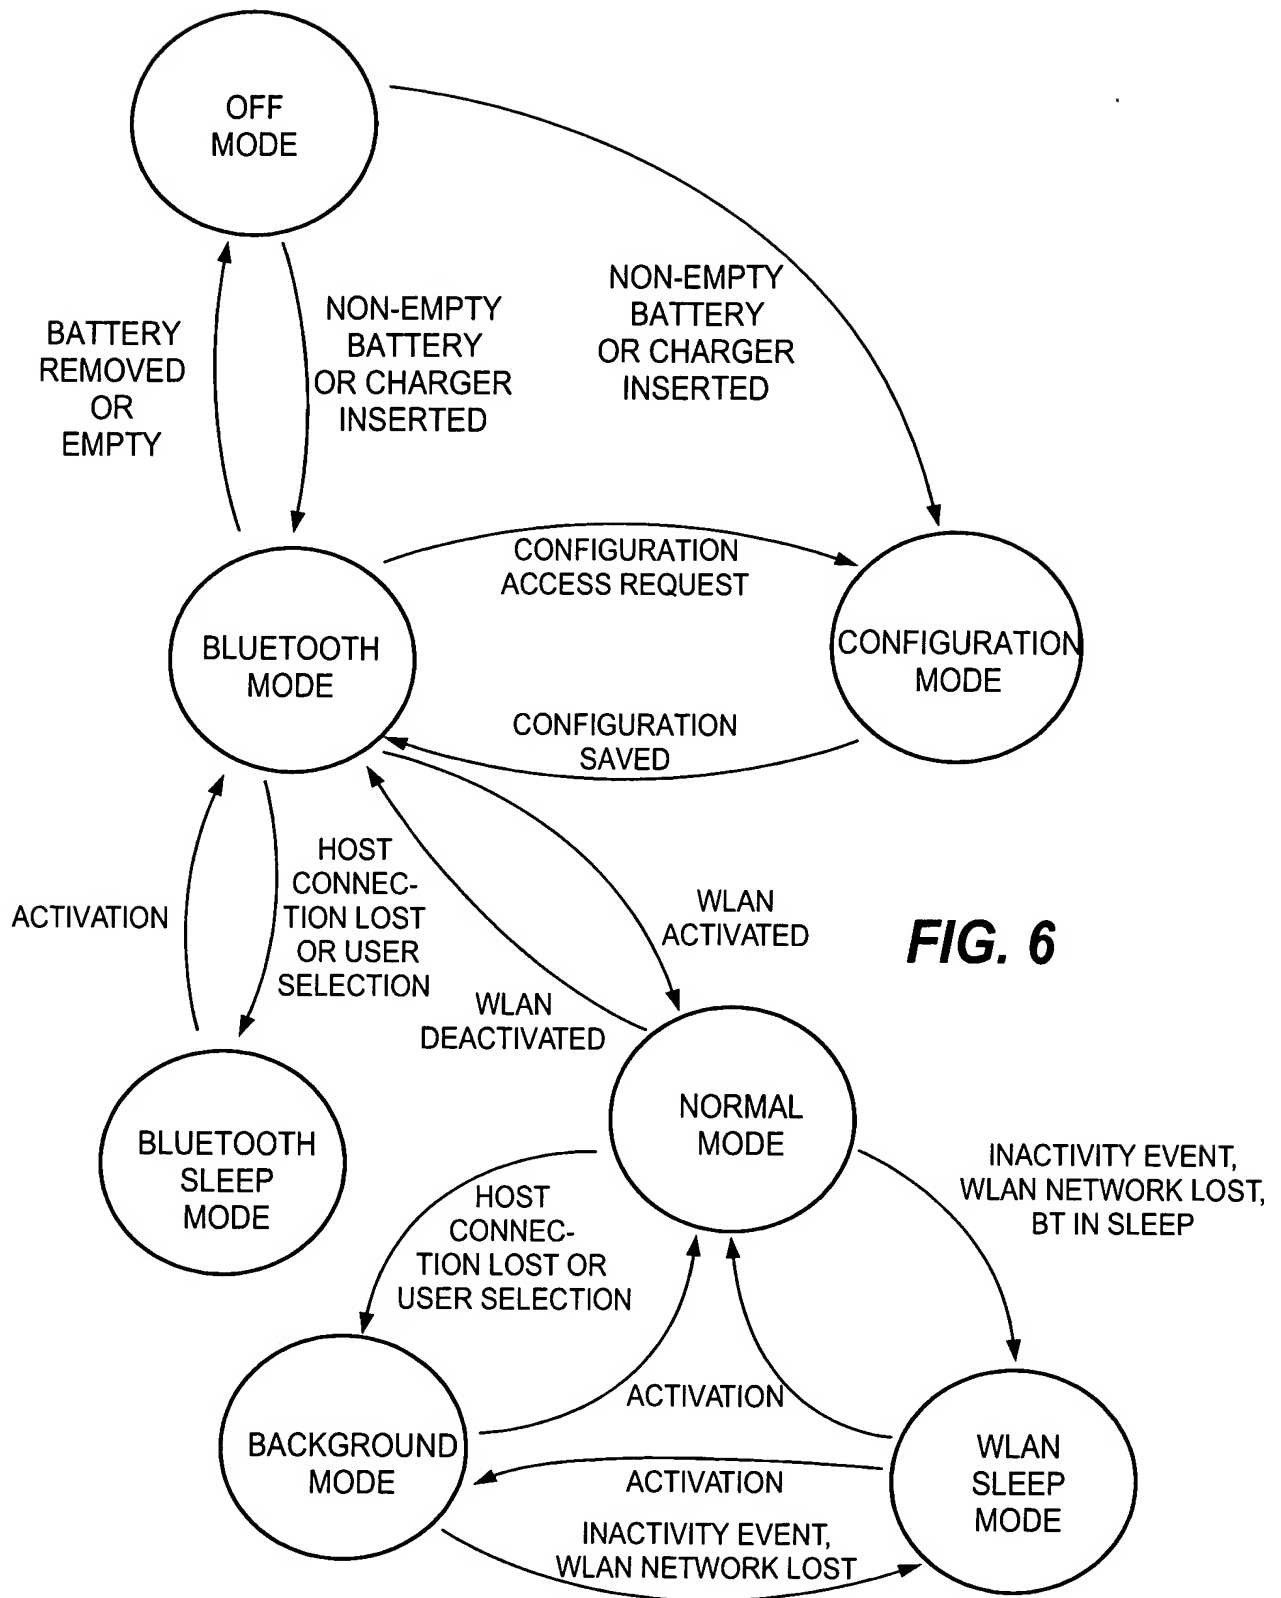 OFF
MODE
NON-EMPTY
BATTERY
OR CHARGER
INSERTED
NON-EMPTY
BATTERY
OR CHARGER
INSERTED
BATTERY
REMOVED
OR
EMPTY
CONFIGURATION
ACCESS REQUEST
BLUETOOTH
MODE
CONFIGURATION
MODE
CONFIGURATION
SAVED
HOST
CONNEC-
TION LOST
OR USER
SELECTION
ACTIVATION
WLAN
ACTIVATED
FIG. 6
WLAN
DEACTIVATED
BLUETOOTH
SLEEP
MODE
NORMAL
MODE
INACTIVITY EVENT,
WLAN NETWORK LOST,
BT IN SLEEP
HOST
CONNEC-
TION LOST OR
USER SELECTION
ACTIVATION
BACKGROUND
MODE
WLAN
SLEEP
MODE
ACTIVATION
INACTIVITY EVENT,
WLAN NETWORK LOST